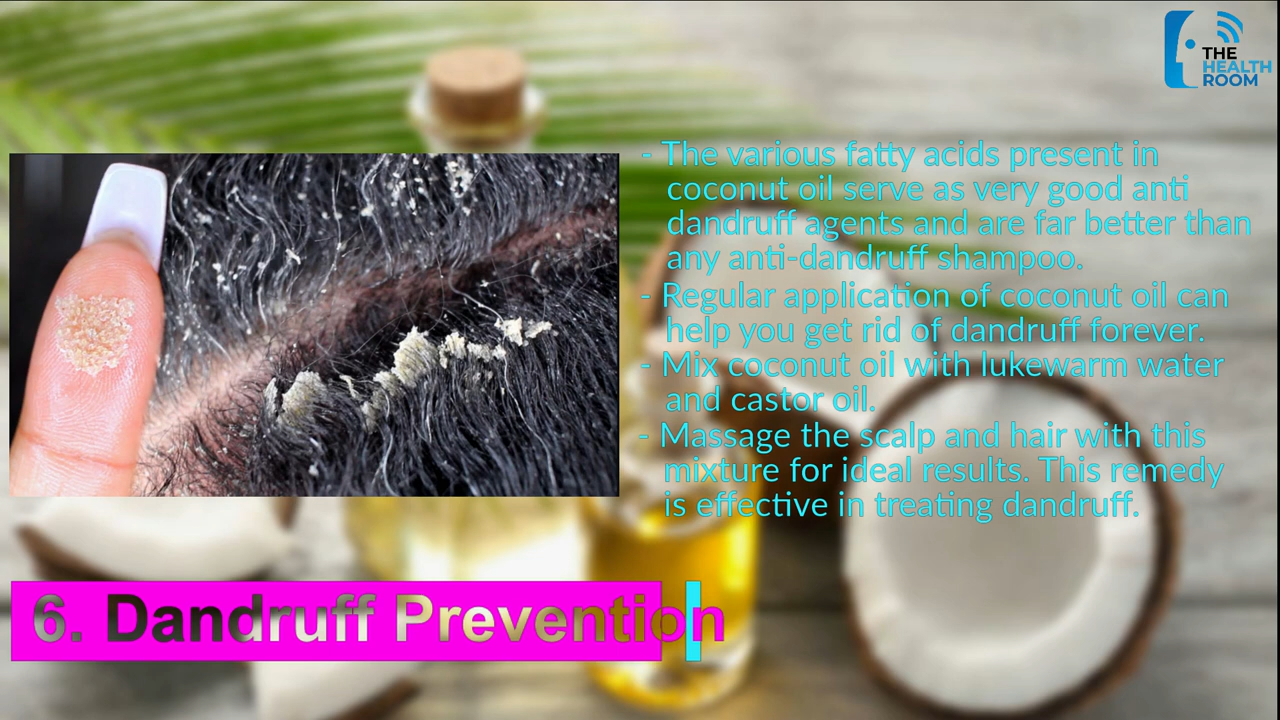 THE
HEALTH
ROOM
- The various fatty acids present in
coconut oil serve as very good anti
dandruff agents and are far better than
any anti-dandruff shampoo.
- Regular application of coconut oil can
help you get rid of dandruff forever.
- Mix coconut oil with lukewarm water
and castor oil.
- Massage the scalp and hair with this
mixture for ideal results. This remedy
is effective in treating dandruff.
6. Dandruff Prevention